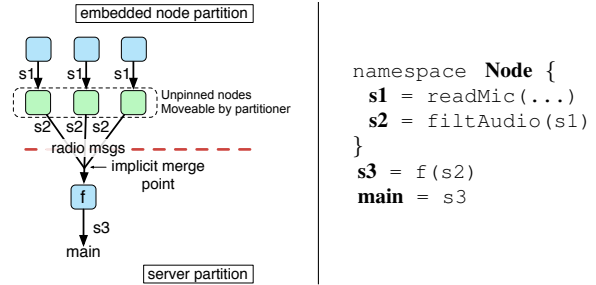 embedded node partition
s1 s1 s1
Unpinned nodes
Moveable by partitioner
s2 s2 s2
radio msgs
implicit merge
point
f
s3
main
server partition
namespace Node {
s1 = readMic(...)
s2 = filtAudio(s1)
}
s3 = f(s2)
main = s3